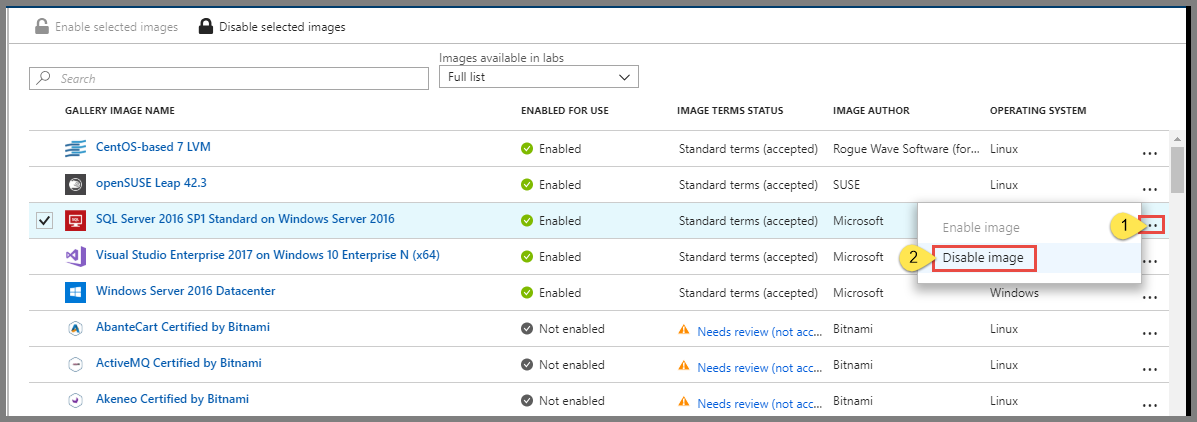 Enable selected images Disable selected images
Images available in labs
Search Full list
GALLERY IMAGE NAME ENABLED FOR USE IMAGE TERMS STATUS IMAGE AUTHOR OPERATING SYSTEM
CentOS-based 7 LVM Enabled Standard terms (accepted) Rogue Wave Software (for... Linux ...
openSUSE Leap 42.3 Enabled Standard terms (accepted) SUSE Linux ...
SQL Server 2016 SP1 Standard on Windows Server 2016 Enabled Standard terms (accepted) Microsoft Enable image 1 ...
Visual Studio Enterprise 2017 on Windows 10 Enterprise N (x64) Enabled Standard terms (accepted) Microsoft 2 Disable image ...
Windows Server 2016 Datacenter Enabled Standard terms (accepted) Microsoft Windows ...
AbanteCart Certified by Bitnami Not enabled Needs review (not acc... Bitnami Linux ...
ActiveMQ Certified by Bitnami Not enabled Needs review (not acc... Bitnami Linux ...
Akeneo Certified by Bitnami Not enabled Needs review (not acc... Bitnami Linux ...